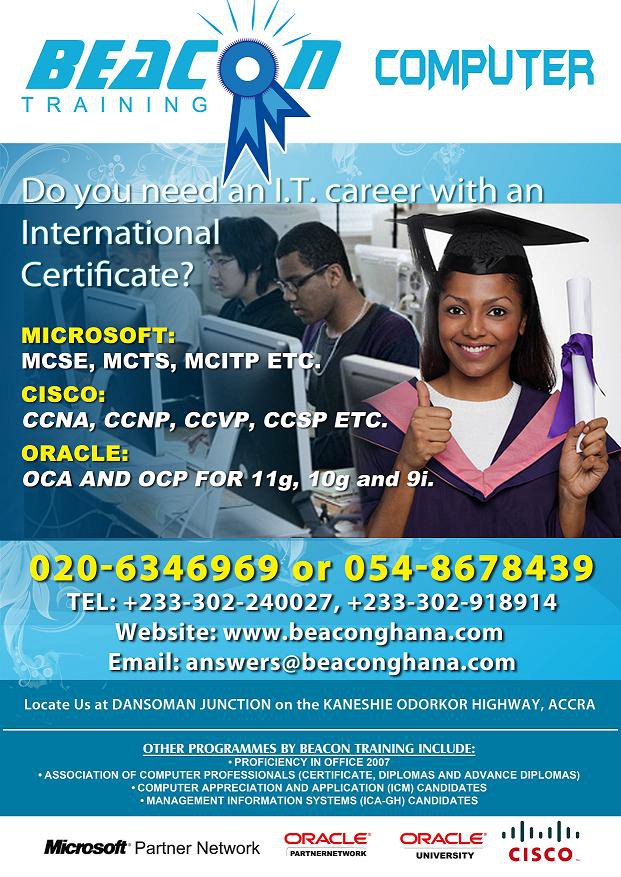 BEACON COMPUTER
TRAINING
Do you need an I.T. career with an
International
Certificate?
MICROSOFT:
MCSE, MCTS, MCITP ETC.
CISCO:
CCNA, CCNP, CCVP, CCSP ETC.
ORACLE:
OCA AND OCP FOR 11g, 10g and 9i.
020-6346969 or 054-8678439
TEL: +233-302-240027, +233-302-918914
Website: www.beaconghana.com
Email: answers@beaconghana.com
Locate Us at DANSOMAN JUNCTION on the KANESHIE ODORKOR HIGHWAY, ACCRA
OTHER PROGRAMMES BY BEACON TRAINING INCLUDE:
• PROFICIENCY IN OFFICE 2007
• ASSOCIATION OF COMPUTER PROFESSIONALS (CERTIFICATE, DIPLOMAS AND ADVANCE DIPLOMAS)
• COMPUTER APPRECIATION AND APPLICATION (ICM) CANDIDATES
• MANAGEMENT INFORMATION SYSTEMS (ICA-GH) CANDIDATES
Microsoft® Partner Network
ORACLE®
PARTNERNETWORK
ORACLE®
UNIVERSITY
CISCO